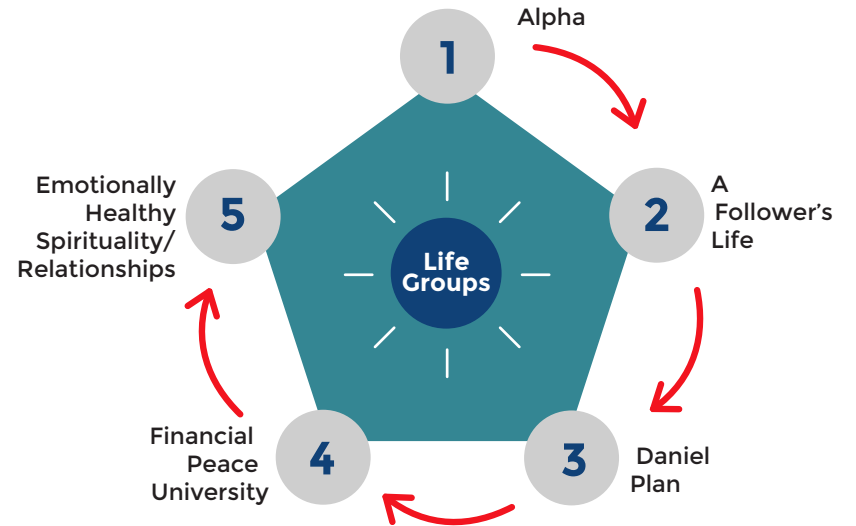 1
Alpha
2
A
Follower's
Life
3
Daniel
Plan
4
Financial
Peace
University
5
Emotionally
Healthy
Spirituality/
Relationships
Life
Groups